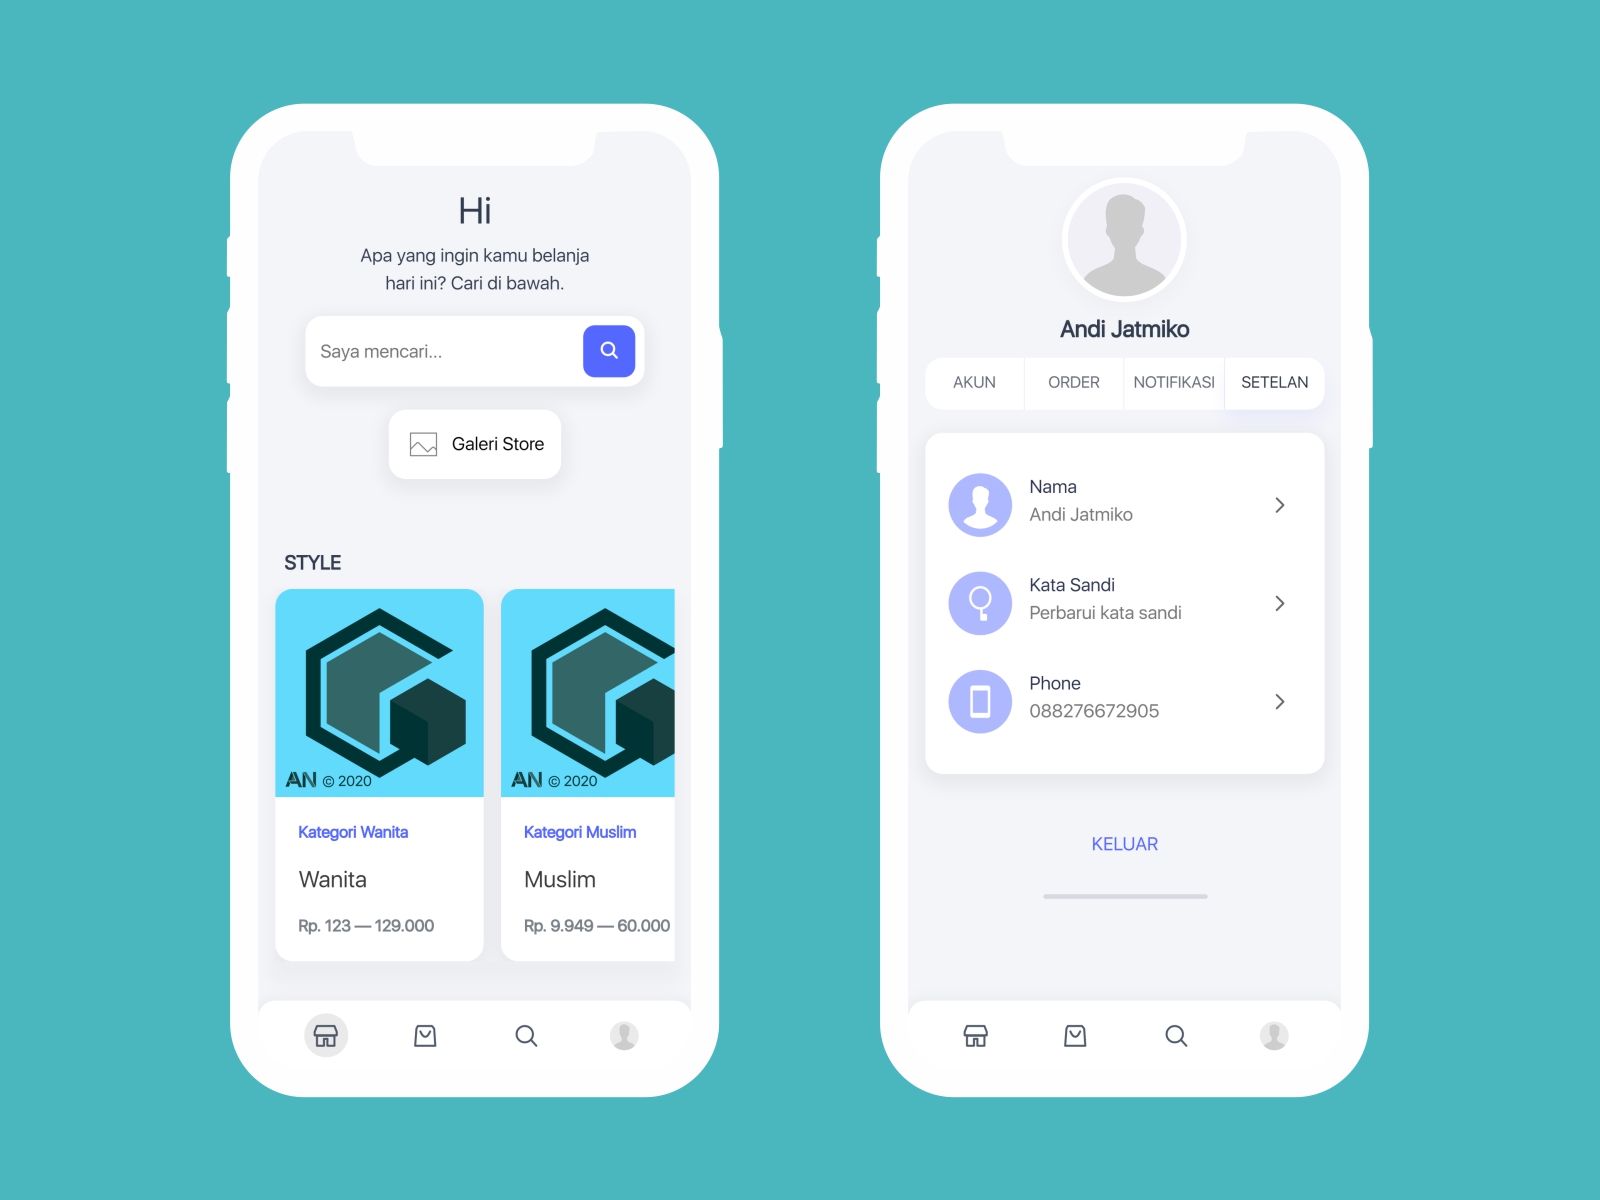 Hi
Apa yang ingin kamu belanja
hari ini? Cari di bawah.
Saya mencari...
Galeri Store
STYLE
AN © 2020
Kategori Wanita
Wanita
Rp. 123 — 129.000
AN © 2020
Kategori Muslim
Muslim
Rp. 9.949 — 60.000
Andi Jatmiko
AKUN ORDER NOTIFIKASI SETELAN
Nama
Andi Jatmiko
Kata Sandi
Perbarui kata sandi
Phone
088276672905
KELUAR